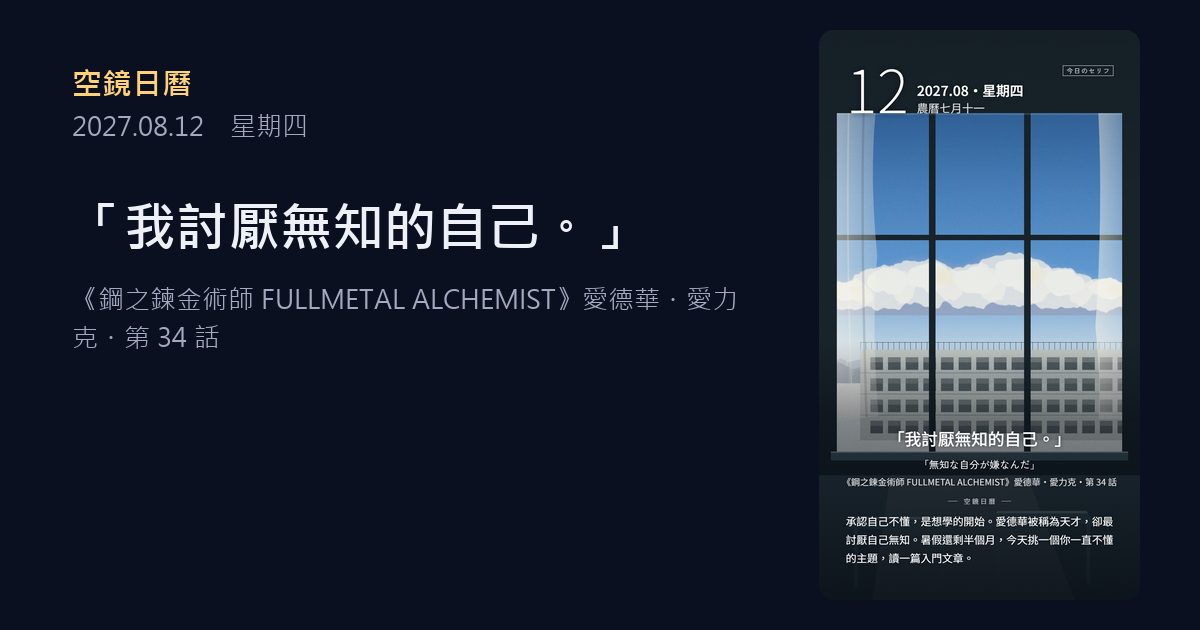 空鏡日曆
2027.08.12 星期四
「我討厭無知的自己。」
《鋼之鍊金術師 FULLMETAL ALCHEMIST》愛德華·愛力
克·第 34 話
今日のセリフ
12
2027.08·星期四
農曆七月十一
「我討厭無知的自己。」
「無知な自分が嫌なんだ」
《鋼之鍊金術師 FULLMETAL ALCHEMIST》愛德華·愛力克·第 34 話
— 空鏡日曆 —
承認自己不懂，是想學的開始。愛德華被稱為天才，卻最
討厭自己無知。暑假還剩半個月，今天挑一個你一直不懂
的主題，讀一篇入門文章。